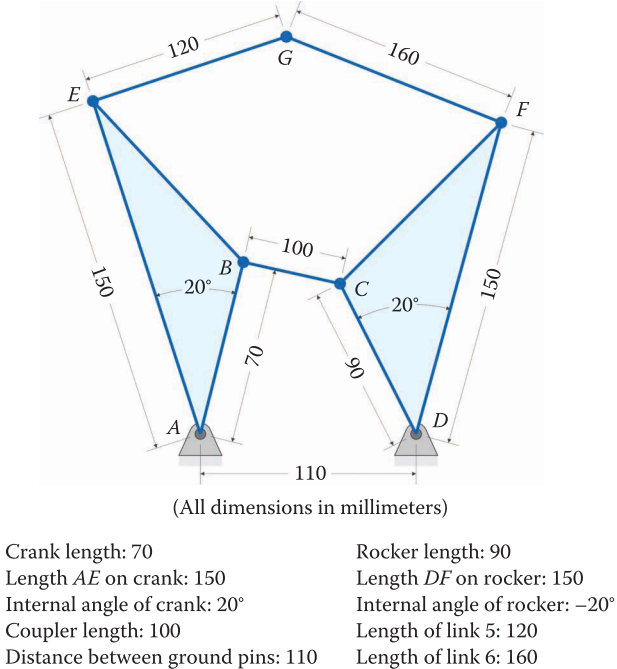 120
160
G
E
F
100
B
C
20°
20°
150
150
70
90
A
D
110
(All dimensions in millimeters)
Crank length: 70
Length AE on crank: 150
Internal angle of crank: 20°
Coupler length: 100
Distance between ground pins: 110
Rocker length: 90
Length DF on rocker: 150
Internal angle of rocker: –20°
Length of link 5: 120
Length of link 6: 160